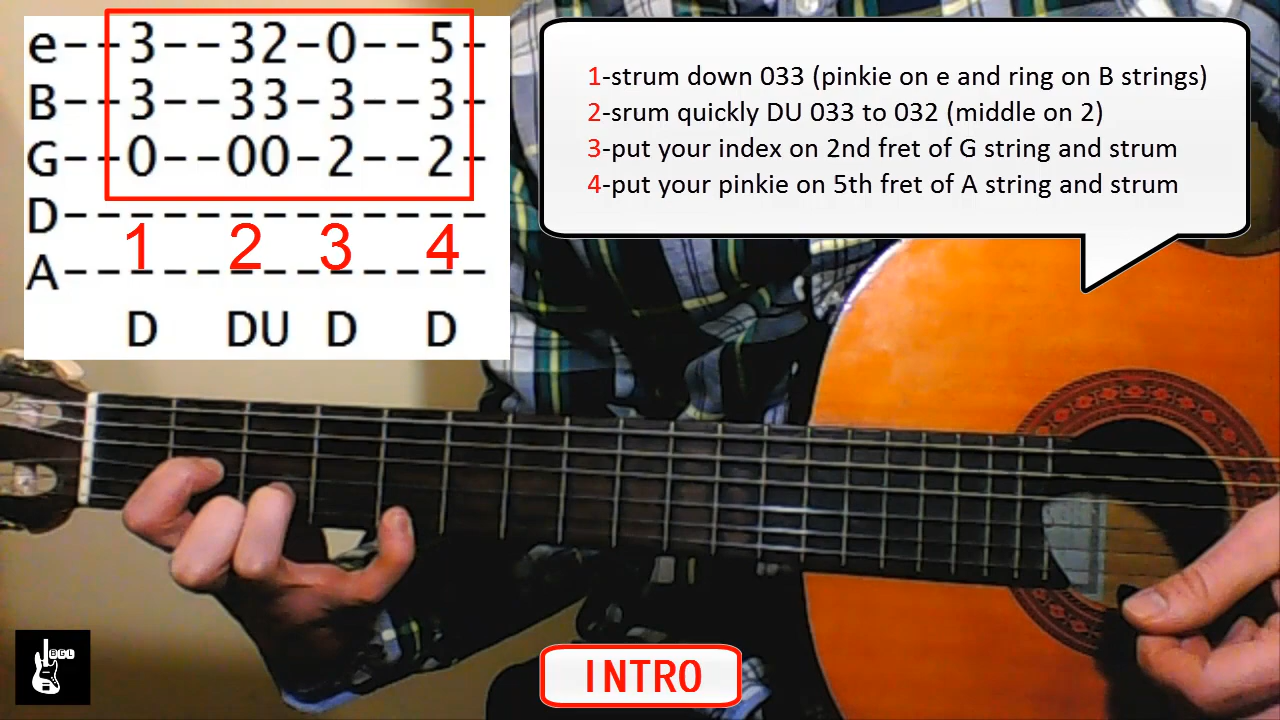 e--3--32-0--5-
B--3--33-3--3-
G--0--00-2--2-
D--------------
1 2 3 4
A--------------
D DU D D
1-strum down 033 (pinkie on e and ring on B strings)
2-srum quickly DU 033 to 032 (middle on 2)
3-put your index on 2nd fret of G string and strum
4-put your pinkie on 5th fret of A string and strum
BGL
INTRO